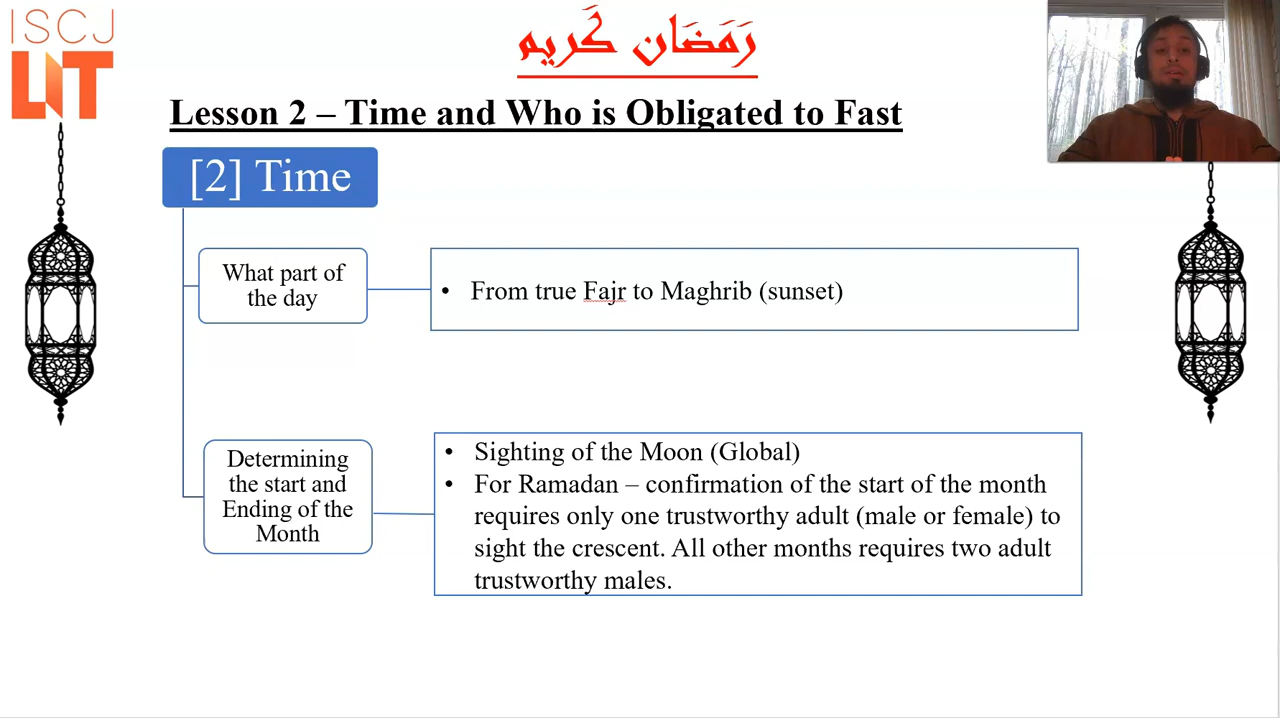 ISCJ
LIT
رَمَضَان كَريم
Lesson 2 – Time and Who is Obligated to Fast
[2] Time
What part of
the day
• From true Fajr to Maghrib (sunset)
Determining
the start and
Ending of the
Month
• Sighting of the Moon (Global)
• For Ramadan – confirmation of the start of the month
requires only one trustworthy adult (male or female) to
sight the crescent. All other months requires two adult
trustworthy males.